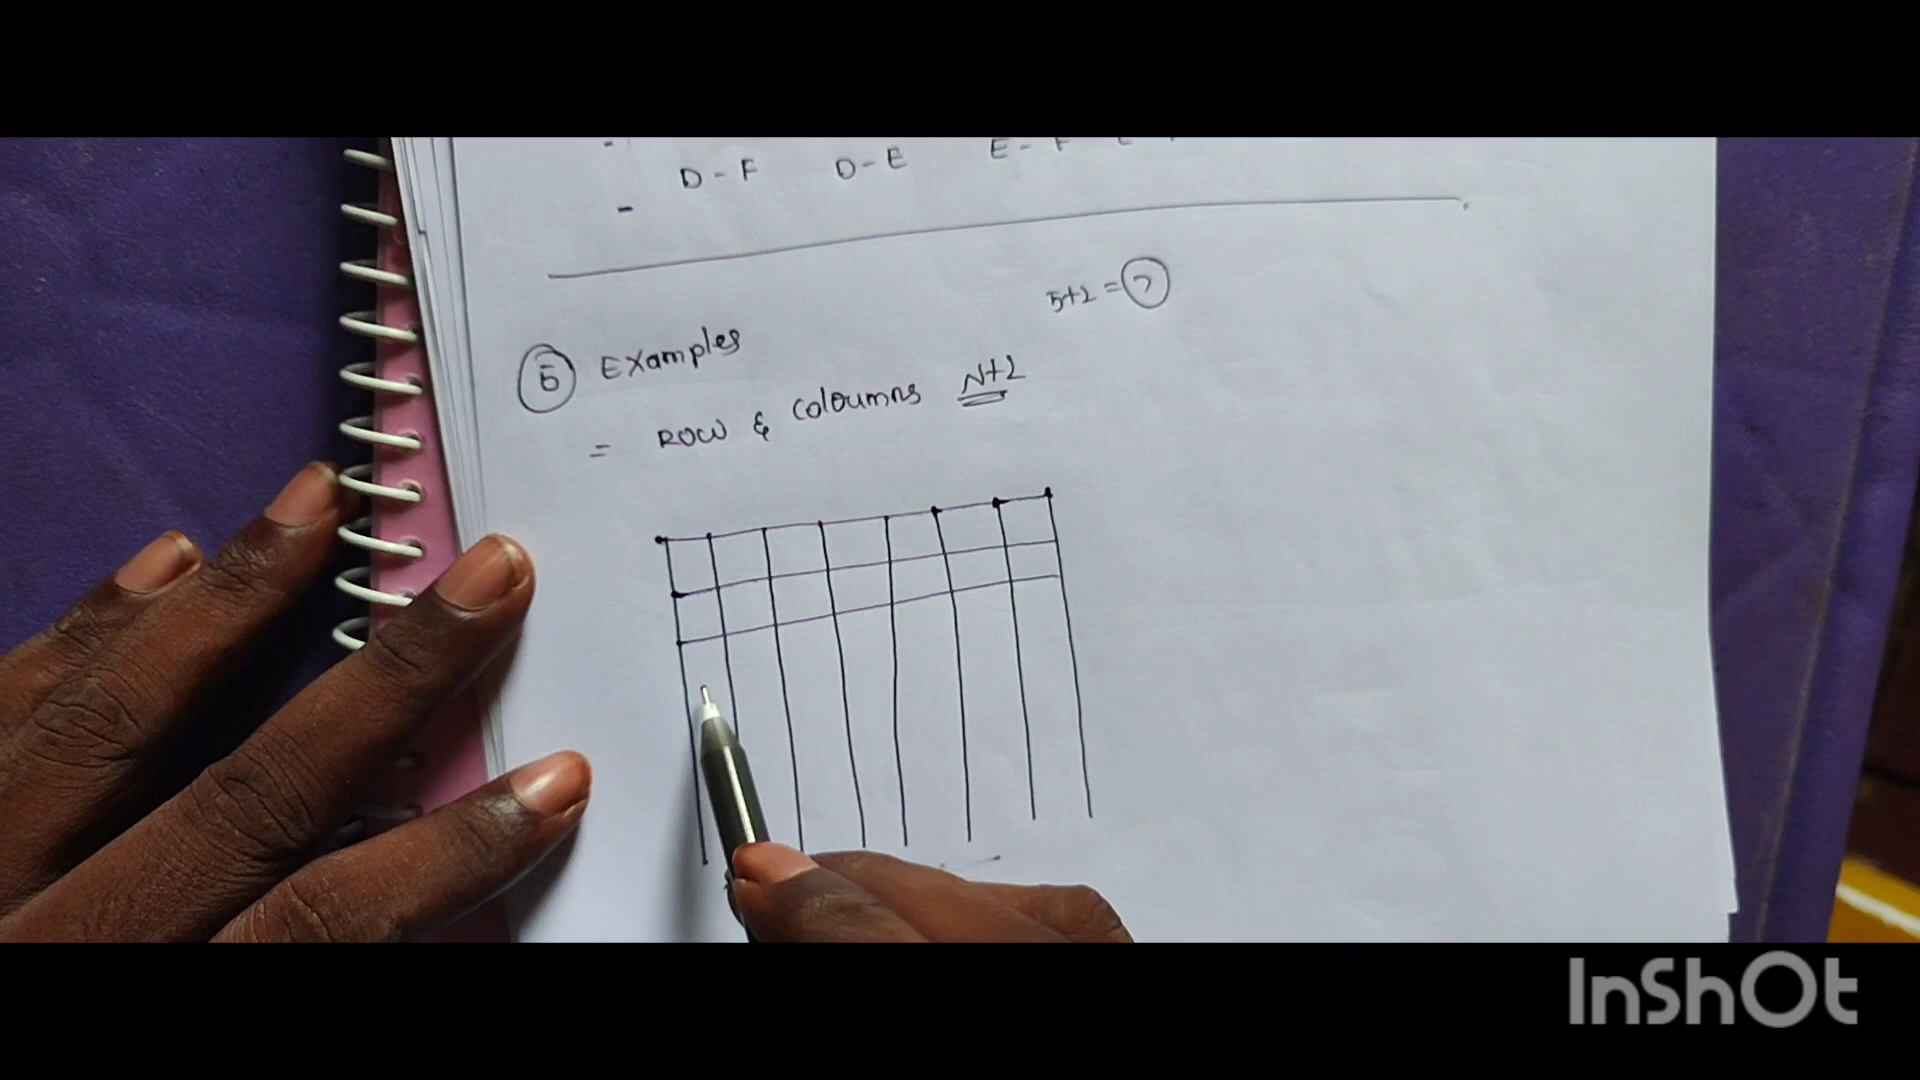 D - F D - E E - F
5+2 = 7
5 Examples
= ROW & coloumns N+2
InShOt